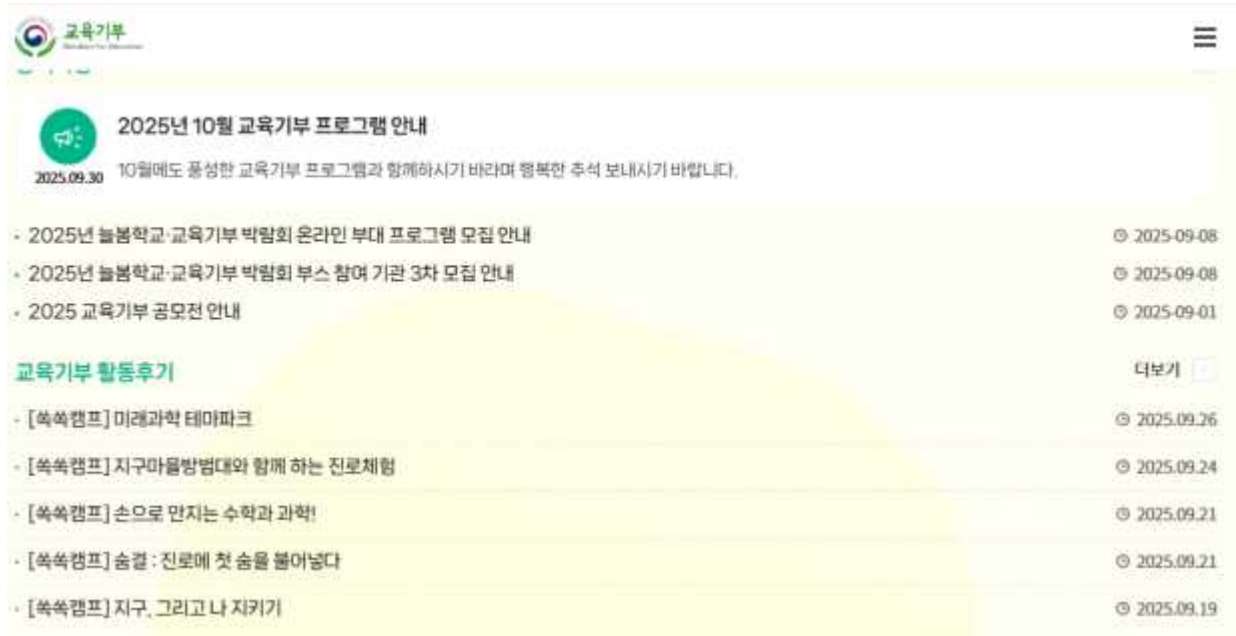 교육기부
2025년 10월 교육기부 프로그램 안내
10월에도 풍성한 교육기부 프로그램과 함께하시기 바라며 행복한 추석 보내시기 바랍니다.
2025.09.30
· 2025년 늘봄학교·교육기부 박람회 온라인 부대 프로그램 모집 안내 2025-09-08
· 2025년 늘봄학교·교육기부 박람회 부스 참여 기관 3차 모집 안내 2025-09-08
· 2025 교육기부 공모전 안내 2025-09-01
교육기부 활동후기 더보기
· [쏙쏙캠프] 미래과학 테마파크 2025.09.26
· [쏙쏙캠프] 지구마을방범대와 함께 하는 진로체험 2025.09.24
· [쏙쏙캠프] 손으로 만지는 수학과 과학! 2025.09.21
· [쏙쏙캠프] 숨결 : 진로에 첫 숨을 불어넣다 2025.09.21
· [쏙쏙캠프] 지구, 그리고 나 지키기 2025.09.19